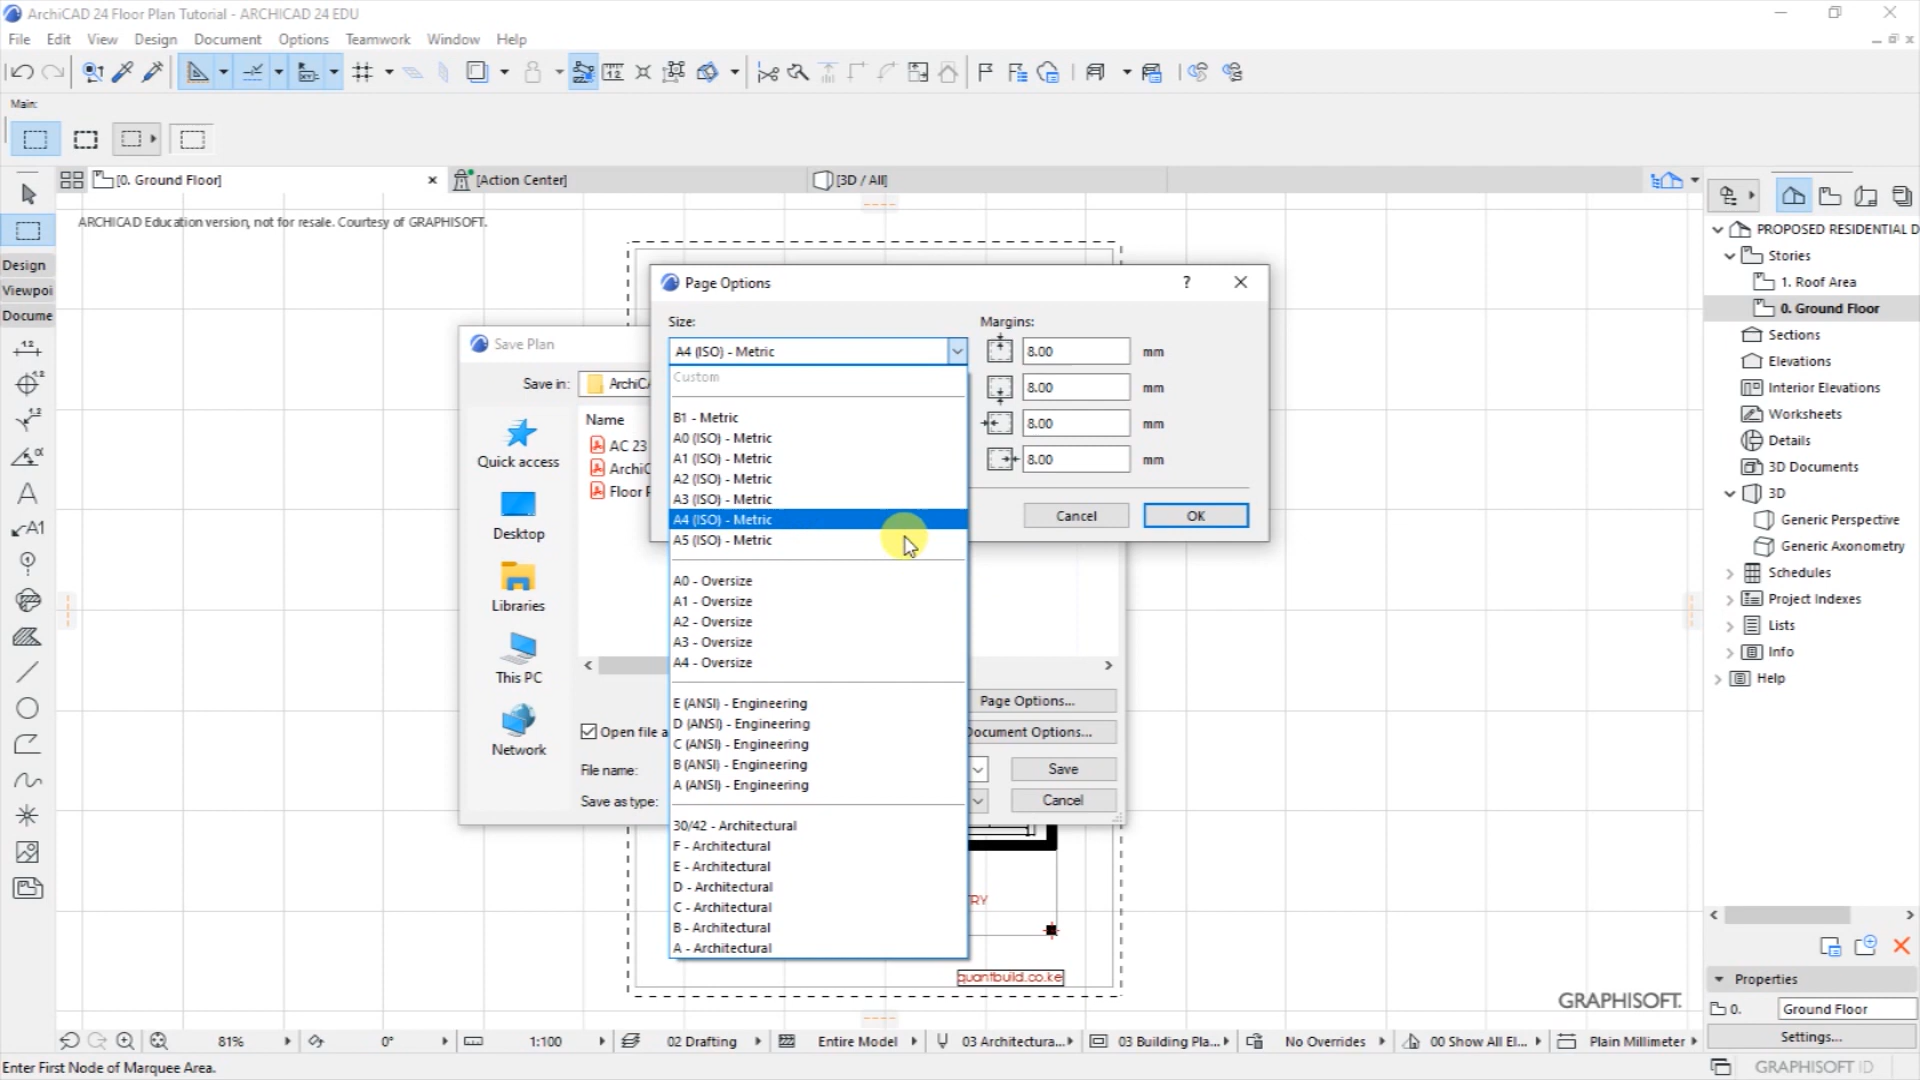 ArchiCAD 24 Floor Plan Tutorial - ARCHICAD 24 EDU
File Edit View Design Document Options Teamwork Window Help
Main:
[0. Ground Floor]
[Action Center]
[3D / All]
ARCHICAD Education version, not for resale. Courtesy of GRAPHISOFT.
Design
Viewpoi
Docume
Page Options
?
Size:
A4 (ISO) - Metric
Custom
B1 - Metric
A0 (ISO) - Metric
A1 (ISO) - Metric
A2 (ISO) - Metric
A3 (ISO) - Metric
A4 (ISO) - Metric
A5 (ISO) - Metric
A0 - Oversize
A1 - Oversize
A2 - Oversize
A3 - Oversize
A4 - Oversize
E (ANSI) - Engineering
D (ANSI) - Engineering
C (ANSI) - Engineering
B (ANSI) - Engineering
A (ANSI) - Engineering
30/42 - Architectural
F - Architectural
E - Architectural
D - Architectural
C - Architectural
B - Architectural
A - Architectural
Margins:
8.00 mm
8.00 mm
8.00 mm
8.00 mm
Cancel
OK
Save Plan
Save in:
ArchiCA
Quick access
Desktop
Libraries
This PC
Network
Name
AC 23
ArchiC
Floor P
Page Options...
Document Options...
Open file a
File name:
Save
Save as type:
Cancel
RY
quantbuild.co.ke
GRAPHISOFT.
PROPOSED RESIDENTIAL D
Stories
1. Roof Area
0. Ground Floor
Sections
Elevations
Interior Elevations
Worksheets
Details
3D Documents
3D
Generic Perspective
Generic Axonometry
Schedules
Project Indexes
Lists
Info
Help
Properties
0. Ground Floor
Settings...
81% 0° 1:100 02 Drafting Entire Model 03 Architectura... 03 Building Pla... No Overrides 00 Show All El... Plain Millimeter
Enter First Node of Marquee Area.
GRAPHISOFT ID